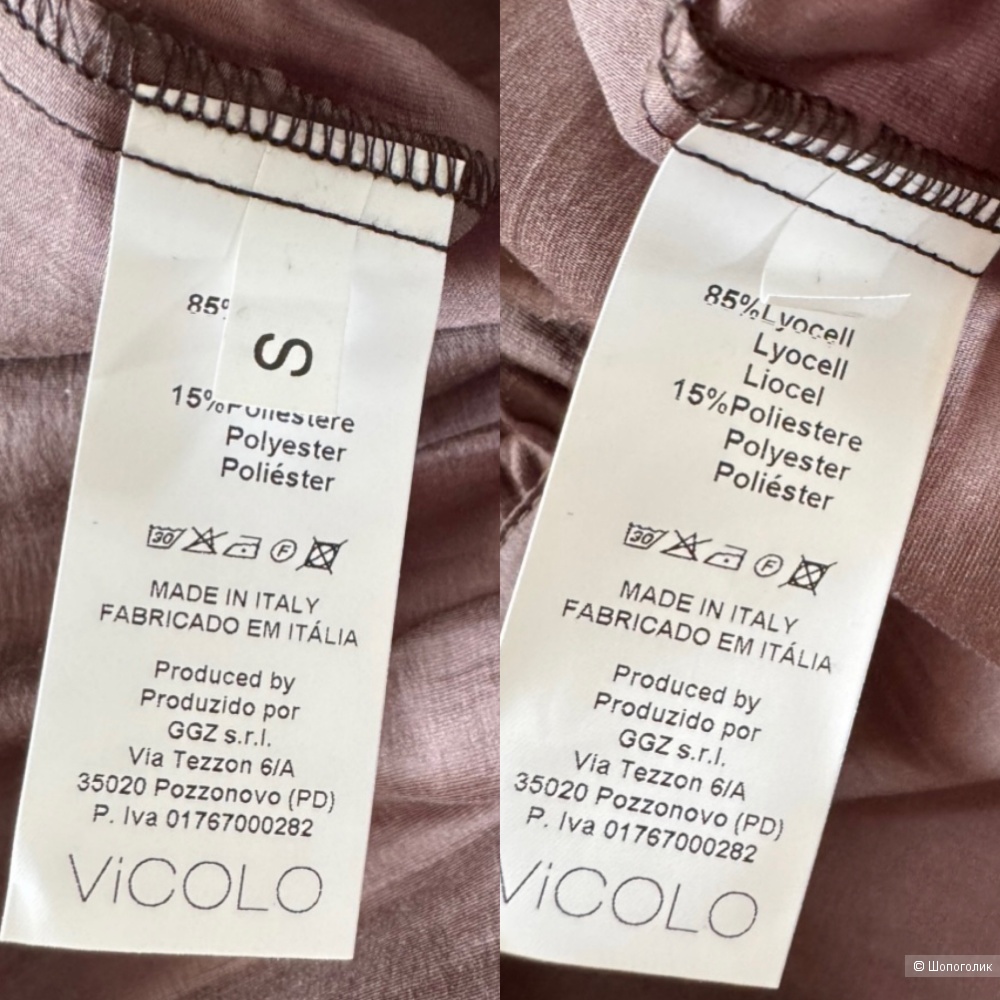 85%
S
15%Poliestere
Polyester
Poliéster
30
F
MADE IN ITALY
FABRICADO EM ITÁLIA
Produced by
Produzido por
GGZ s.r.l.
Via Tezzon 6/A
35020 Pozzonovo (PD)
P. Iva 01767000282
ViCOLO
85%Lyocell
Lyocell
Liocel
15%Poliestere
Polyester
Poliéster
30
F
MADE IN ITALY
FABRICADO EM ITÁLIA
Produced by
Produzido por
GGZ s.r.l.
Via Tezzon 6/A
35020 Pozzonovo (PD)
P. Iva 01767000282
ViCOLO
© Шопоголик